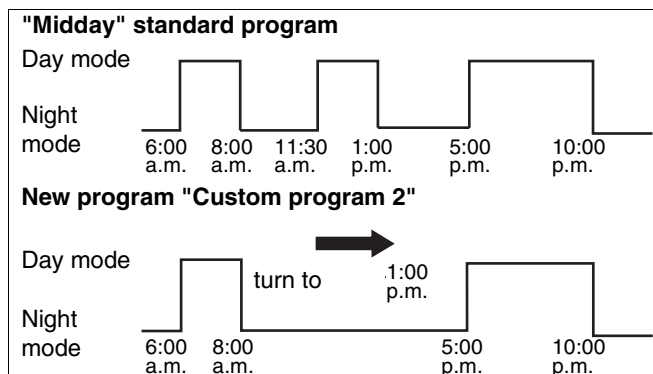 "Midday" standard program
Day mode
Night
mode
6:00 8:00 11:30 1:00 5:00 10:00
a.m. a.m. a.m. p.m. p.m. p.m.
New program "Custom program 2"
Day mode
turn to
1:00
p.m.
Night
mode
6:00 8:00 5:00 10:00
a.m. a.m. p.m. p.m.